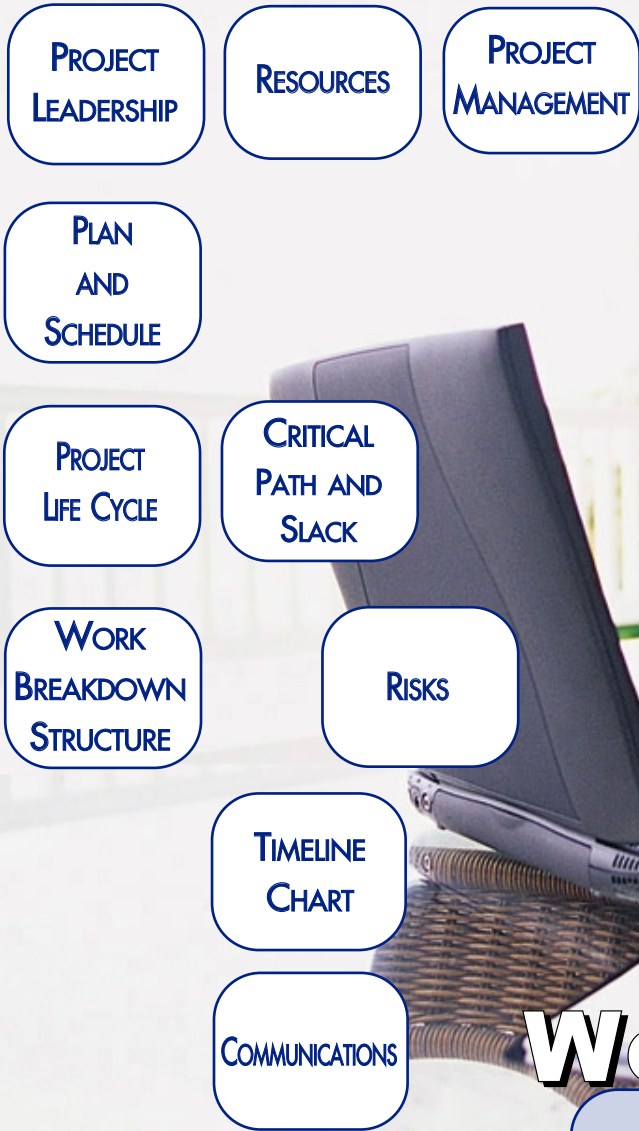 PROJECT
LEADERSHIP
RESOURCES
PROJECT
MANAGEMENT
PLAN
AND
SCHEDULE
PROJECT
LIFE CYCLE
CRITICAL
PATH AND
SLACK
WORK
BREAKDOWN
STRUCTURE
RISKS
TIMELINE
CHART
COMMUNICATIONS